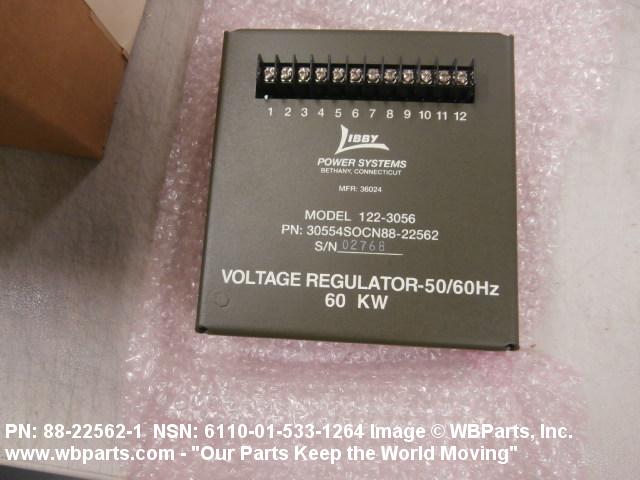 1 2 3 4 5 6 7 8 9 10 11 12
LIBBY
POWER SYSTEMS
BETHANY, CONNECTICUT
MFR: 36024
MODEL 122-3056
PN: 30554SOCN88-22562
S/N 02768
VOLTAGE REGULATOR-50/60Hz
60 KW
PN: 88-22562-1 NSN: 6110-01-533-1264 Image © WBParts, Inc.
www.wbparts.com - "Our Parts Keep the World Moving"